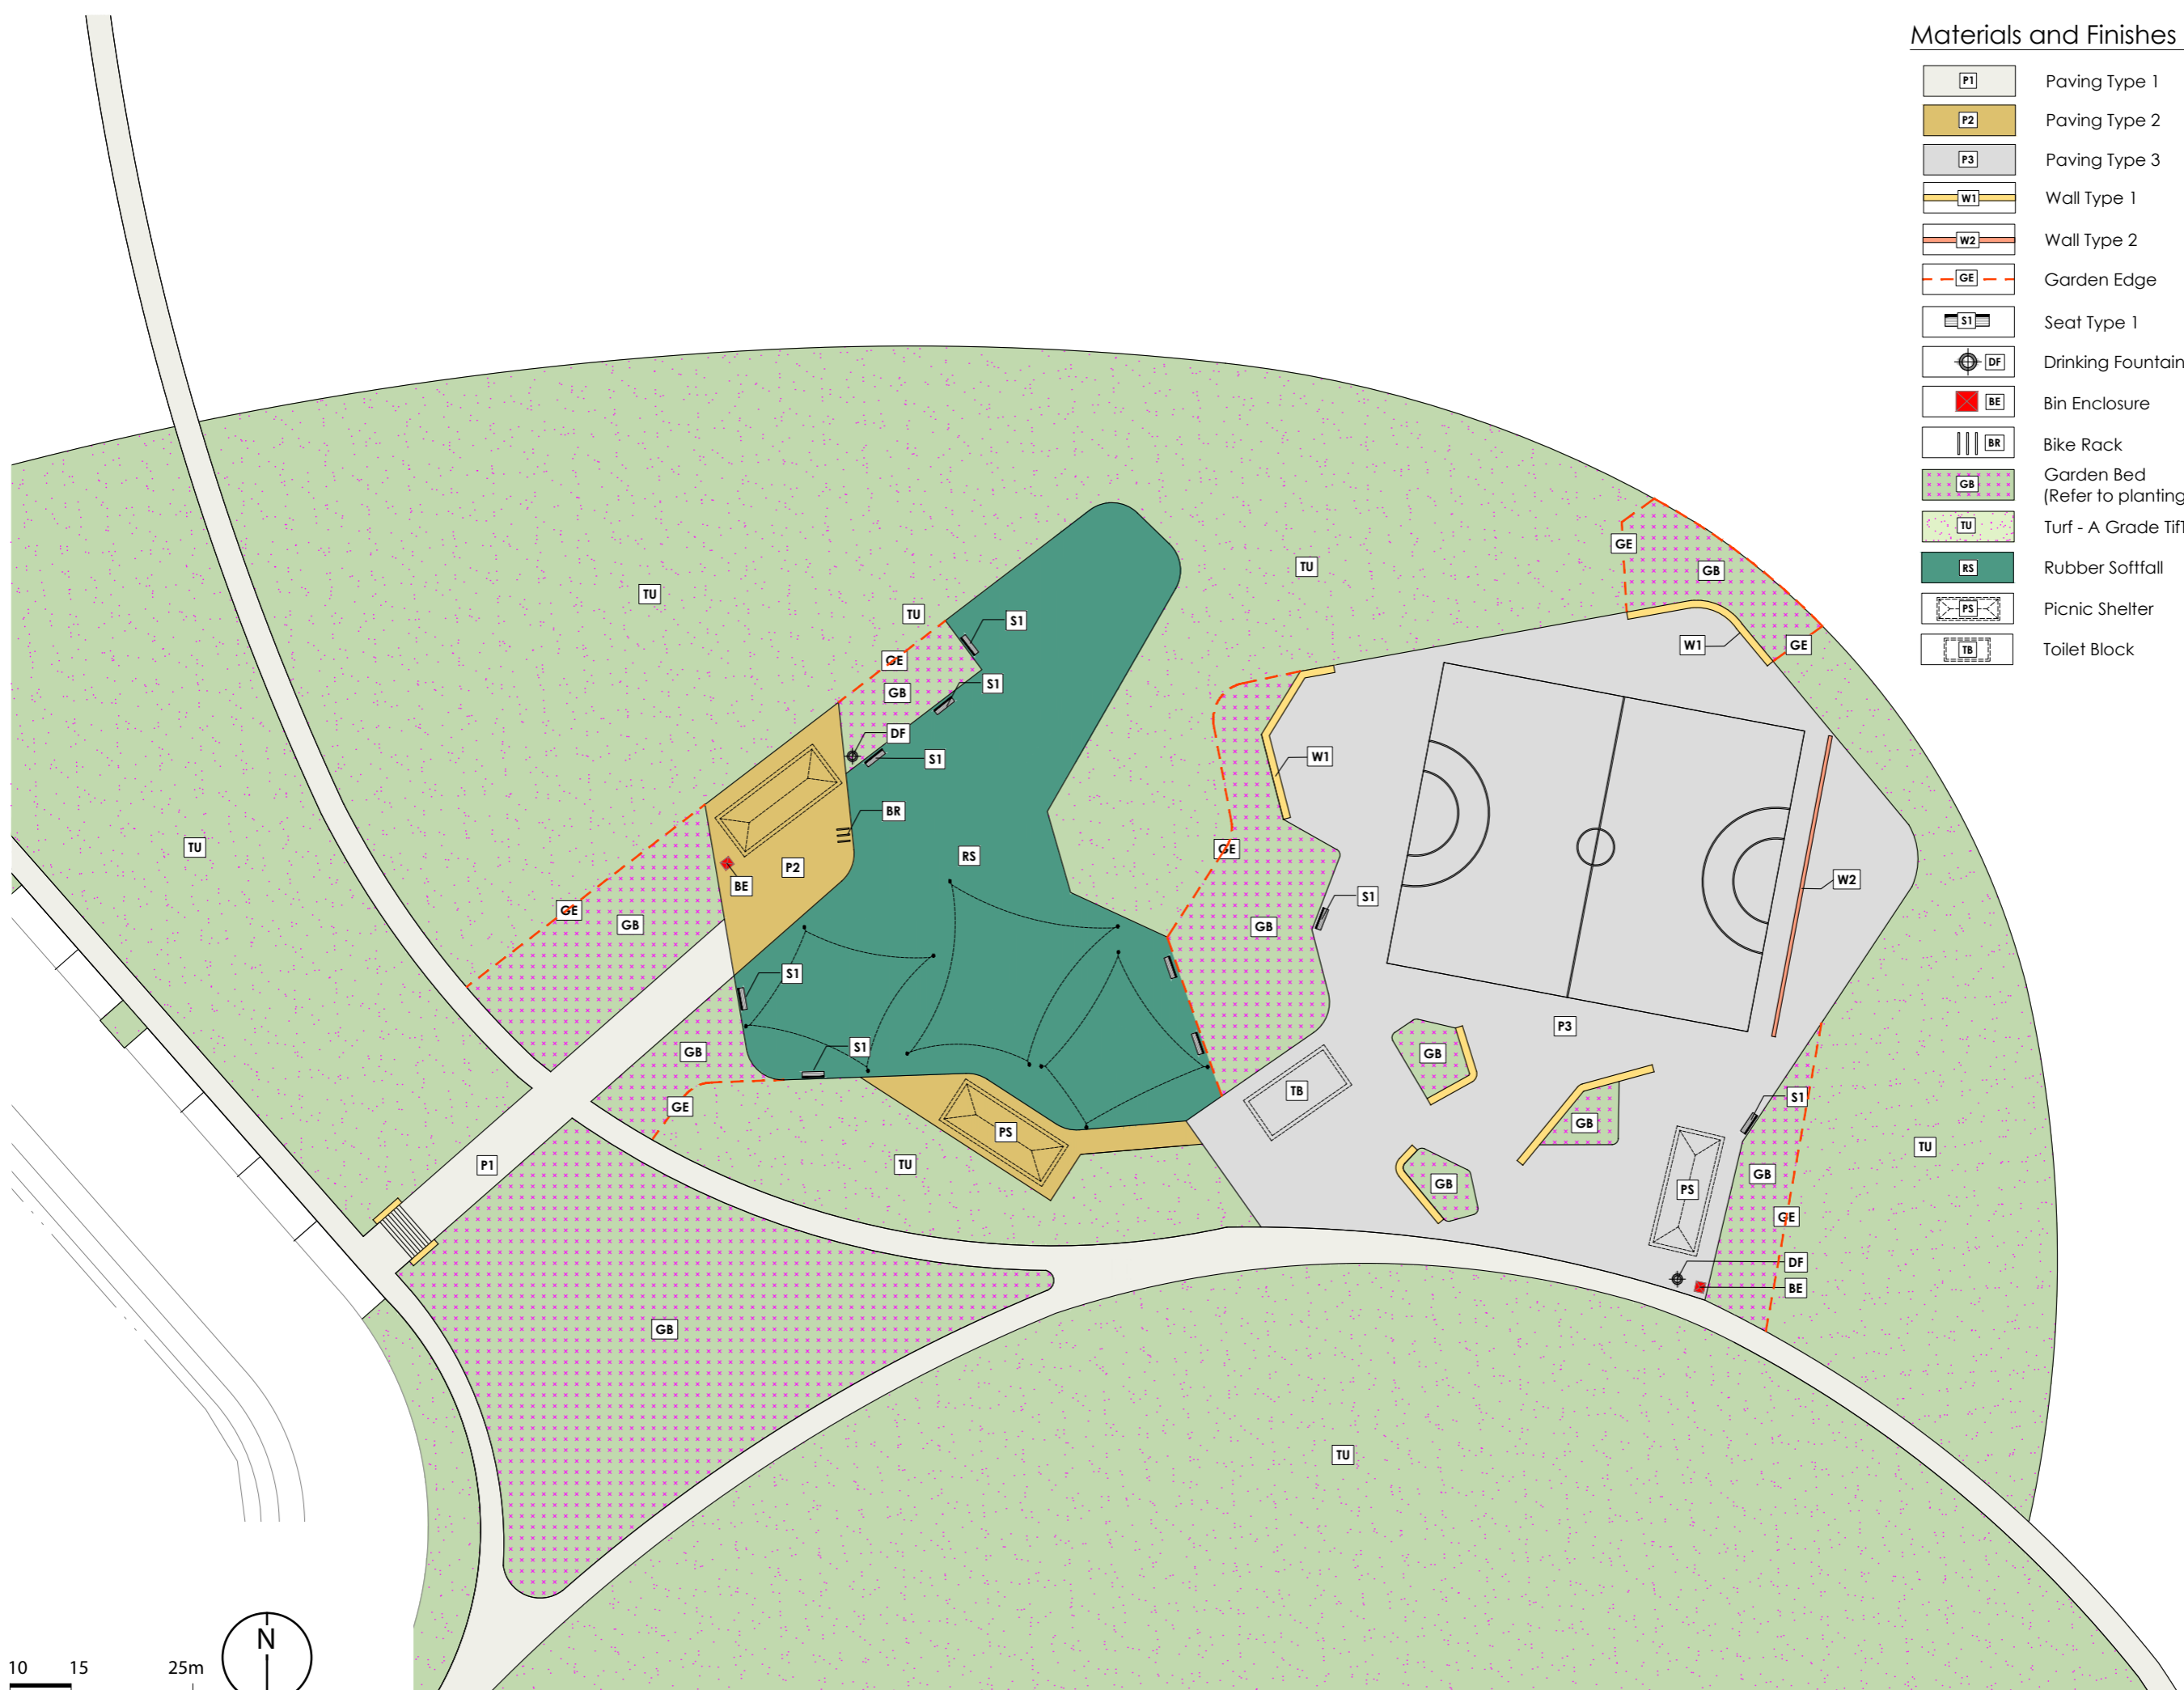 Materials and Finishes
P1 Paving Type 1
P2 Paving Type 2
P3 Paving Type 3
W1 Wall Type 1
W2 Wall Type 2
GE Garden Edge
S1 Seat Type 1
DF Drinking Fountain
BE Bin Enclosure
BR Bike Rack
GB Garden Bed
(Refer to planting
TU Turf - A Grade
RS Rubber Softfall
PS Picnic Shelter
TB Toilet Block
GE
TU
GB
TU
TU
S1
W1
GE
GE
S1
GB
DF
W1
S1
BR
TU
GE
RS
P2
W2
BE
S1
GE
GB
GB
S1
P3
S1
GB
GB
TB
S1
GE
GB
PS
TU
P1
TU
GB
GB
PS
GE
DF
BE
GB
TU
N
10 15 25m